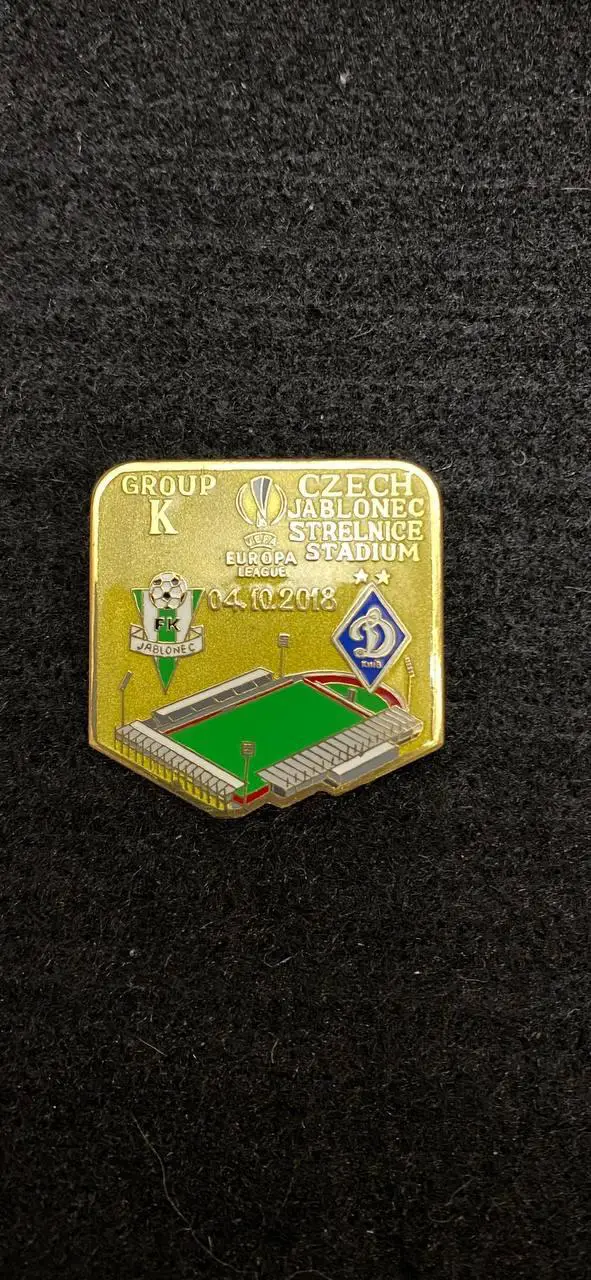 GROUP
K
UEFA
EUROPA
LEAGUE
CZECH
JABLONEC
STRELNICE
STADIUM
04.10.2018
FK
JABLONEC
Д
Київ